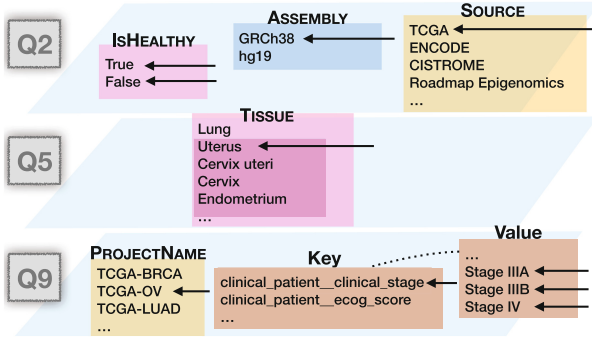 Q2
ISHEALTHY
True
False
ASSEMBLY
GRCh38
hg19
SOURCE
TCGA
ENCODE
CISTROME
Roadmap Epigenomics
...
Q5
TISSUE
Lung
Uterus
Cervix uteri
Cervix
Endometrium
...
Q9
PROJECTNAME
TCGA-BRCA
TCGA-OV
TCGA-LUAD
...
Key
clinical_patient__clinical_stage
clinical_patient__ecog_score
...
Value
...
Stage IIIA
Stage IIIB
Stage IV